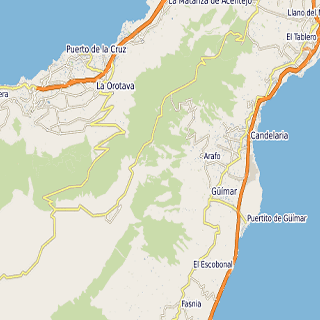 La Matanza de Acentejo
Llano del
El Tablero
Puerto de la Cruz
La Orotava
era
Candelaria
Arafo
Güímar
Puertito de Güímar
El Escobonal
Fasnia